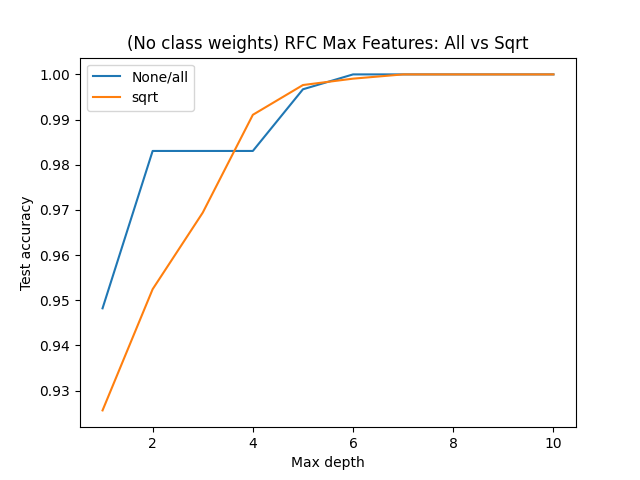 (No class weights) RFC Max Features: All vs Sqrt
None/all
sqrt
1.00
0.99
0.98
0.97
0.96
0.95
0.94
0.93
Test accuracy
2 4 6 8 10
Max depth